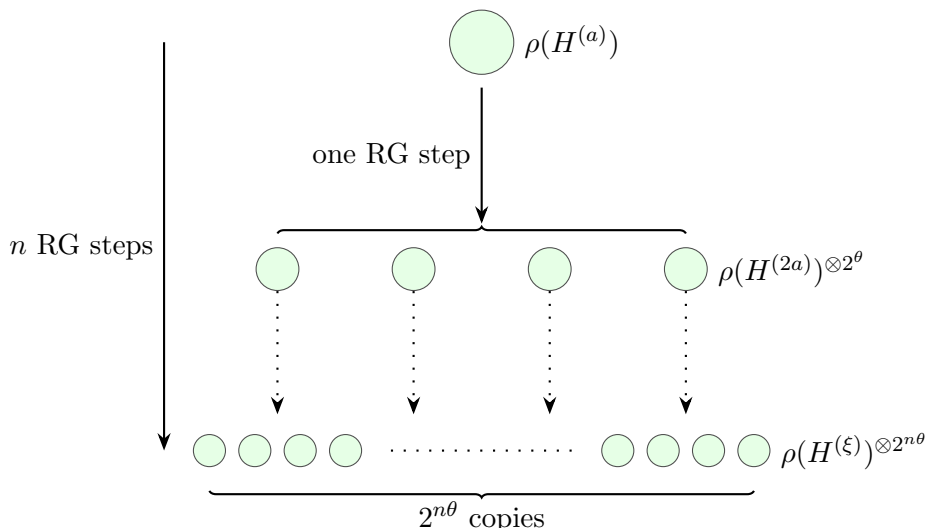 ρ(H^{(a)})
one RG step
n RG steps
ρ(H^{(2a)})^{⊗2^θ}
ρ(H^{(ξ)})^{⊗2^{nθ}}
2^{nθ} copies